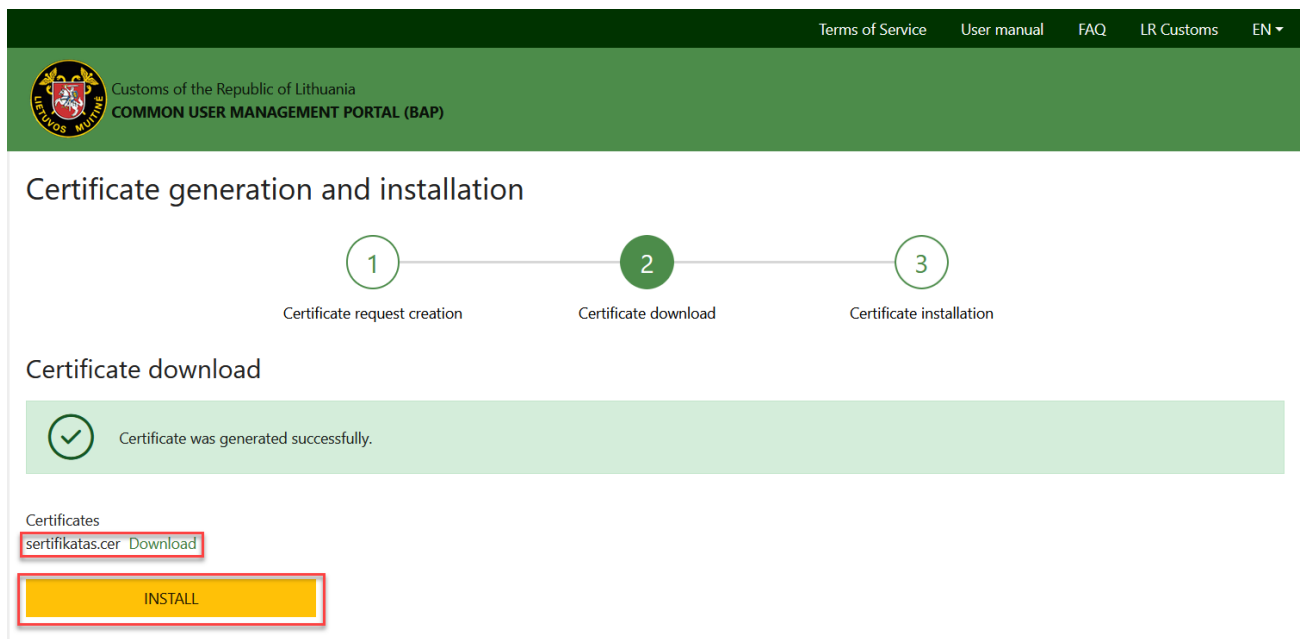 Terms of Service User manual FAQ LR Customs EN
LIETUVOS MUITINĖ
Customs of the Republic of Lithuania
COMMON USER MANAGEMENT PORTAL (BAP)
Certificate generation and installation
1 2 3
Certificate request creation Certificate download Certificate installation
Certificate download
Certificate was generated successfully.
Certificates
sertifikatas.cer Download
INSTALL